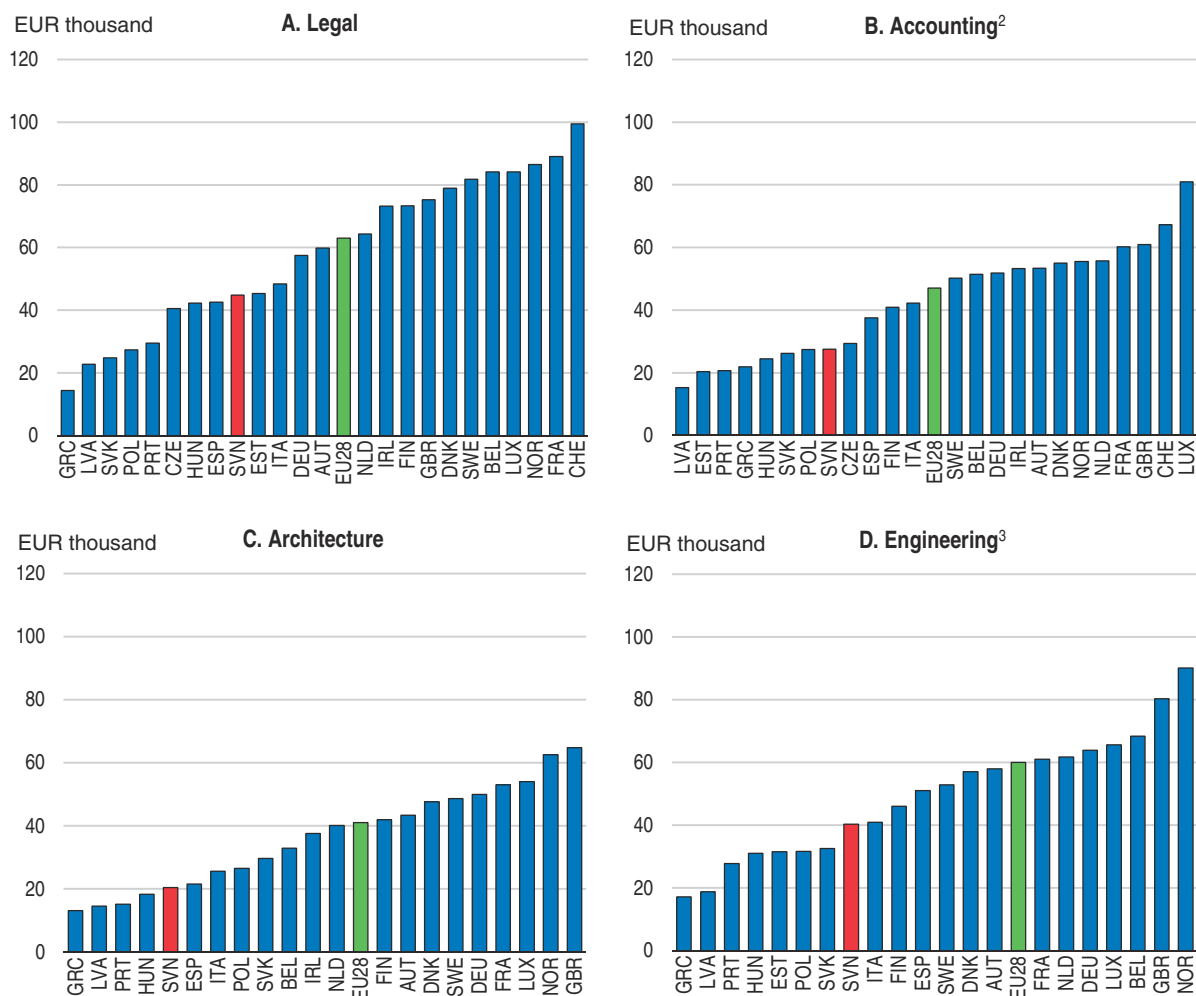 EUR thousand
A. Legal
120
100
80
60
40
20
0
GRC
LVA
SVK
POL
PRT
CZE
HUN
ESP
SVN
EST
ITA
DEU
AUT
EU28
NLD
IRL
FIN
GBR
DNK
SWE
BEL
LUX
NOR
FRA
CHE
EUR thousand
B. Accounting²
120
100
80
60
40
20
0
LVA
EST
PRT
GRC
HUN
SVK
POL
SVN
CZE
ESP
FIN
ITA
EU28
SWE
BEL
DEU
IRL
AUT
DNK
NOR
NLD
FRA
GBR
CHE
LUX
EUR thousand
C. Architecture
120
100
80
60
40
20
0
GRC
LVA
PRT
HUN
SVN
ESP
ITA
POL
SVK
BEL
IRL
NLD
EU28
FIN
AUT
DNK
SWE
DEU
FRA
LUX
NOR
GBR
EUR thousand
D. Engineering³
120
100
80
60
40
20
0
GRC
LVA
PRT
HUN
EST
POL
SVK
SVN
ITA
FIN
ESP
SWE
DNK
AUT
EU28
FRA
NLD
DEU
LUX
BEL
GBR
NOR